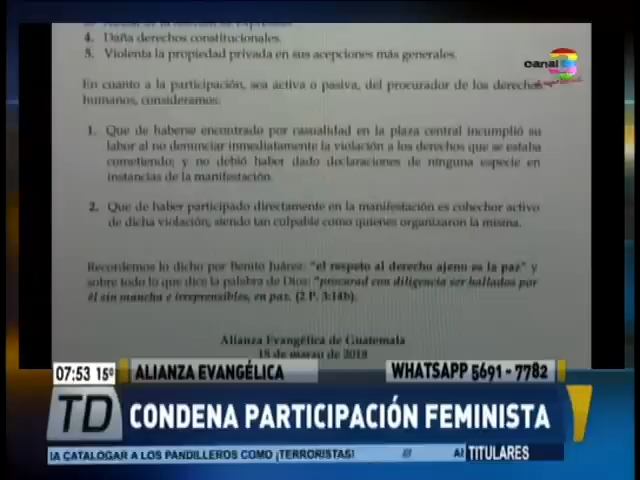 4. Daña derechos constitucionales.
5. Violenta la propiedad privada en sus acepciones más generales.
canal 3
En cuanto a la participación, sea activa o pasiva, del procurador de los derechos
humanos, consideramos:
1. Que de haberse encontrado por casualidad en la plaza central incumplió su
labor al no denunciar inmediatamente la violación a los derechos que se estaba
cometiendo; y no debió haber dado declaraciones de ninguna especie en
instancias de la manifestación.
2. Que de haber participado directamente en la manifestación es cohechor activo
de dicha violación, siendo tan culpable como quienes organizaron la misma.
Recordemos lo dicho por Benito Juárez: "el respeto al derecho ajeno es la paz" y
sobre todo lo que dice la palabra de Dios: "procurad con diligencia ser hallados por
él sin mancha e irreprensibles, en paz. (2 P. 3:14b).
Alianza Evangélica de Guatemala
15 de marzo de 2018
07:53 15º ALIANZA EVANGÉLICA WHATSAPP 5691-7782
TD CONDENA PARTICIPACIÓN FEMINISTA
IA CATALOGAR A LOS PANDILLEROS COMO ¡TERRORISTAS! /// AI TITULARES